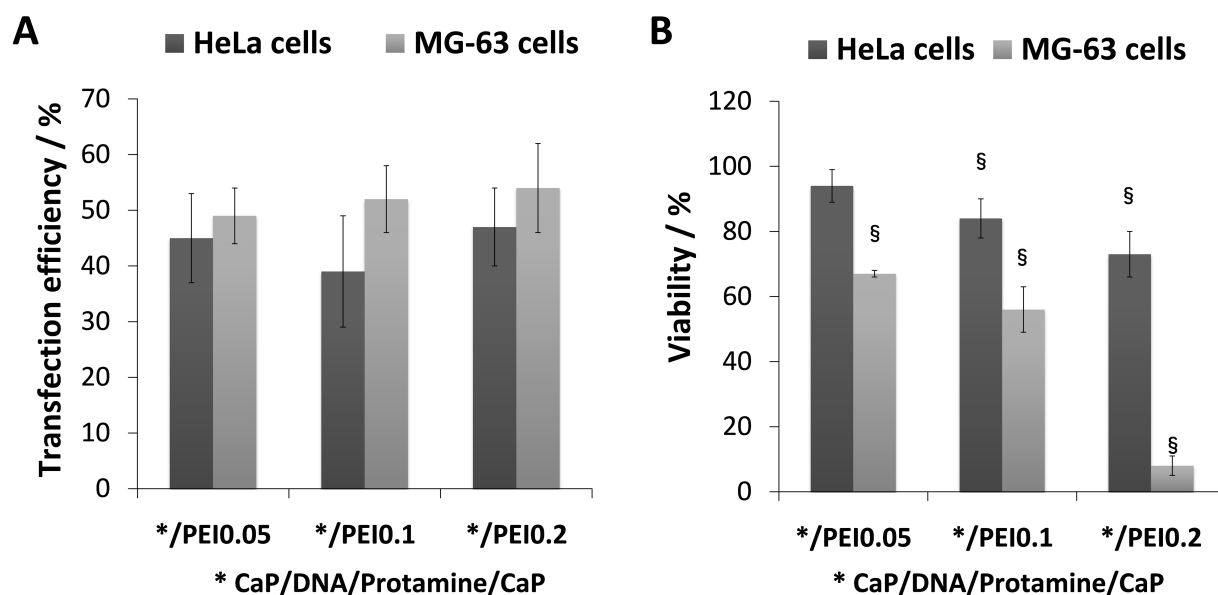 A
HeLa cells
MG-63 cells
Transfection efficiency / %
70
60
50
40
30
20
10
0
*/PEI0.05
*/PEI0.1
*/PEI0.2
* CaP/DNA/Protamine/CaP
B
HeLa cells
MG-63 cells
Viability / %
120
100
80
60
40
20
0
§
§
§
§
§
*/PEI0.05
*/PEI0.1
*/PEI0.2
* CaP/DNA/Protamine/CaP